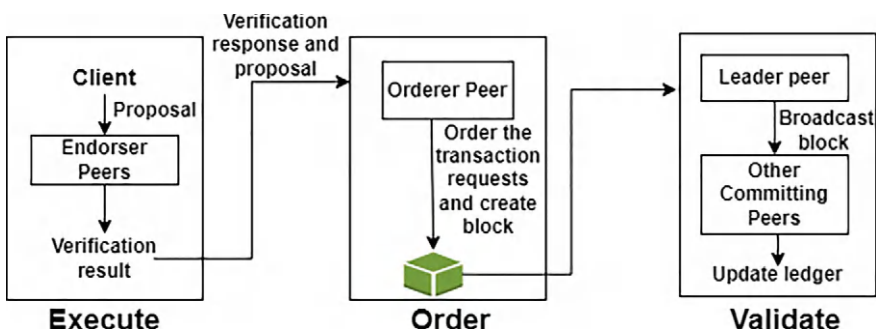 Client
Proposal
Endorser
Peers
Verification
result
Execute
Verification
response and
proposal
Orderer Peer
Order the
transaction
requests
and create
block
Order
Leader peer
Broadcast
block
Other
Committing
Peers
Update ledger
Validate